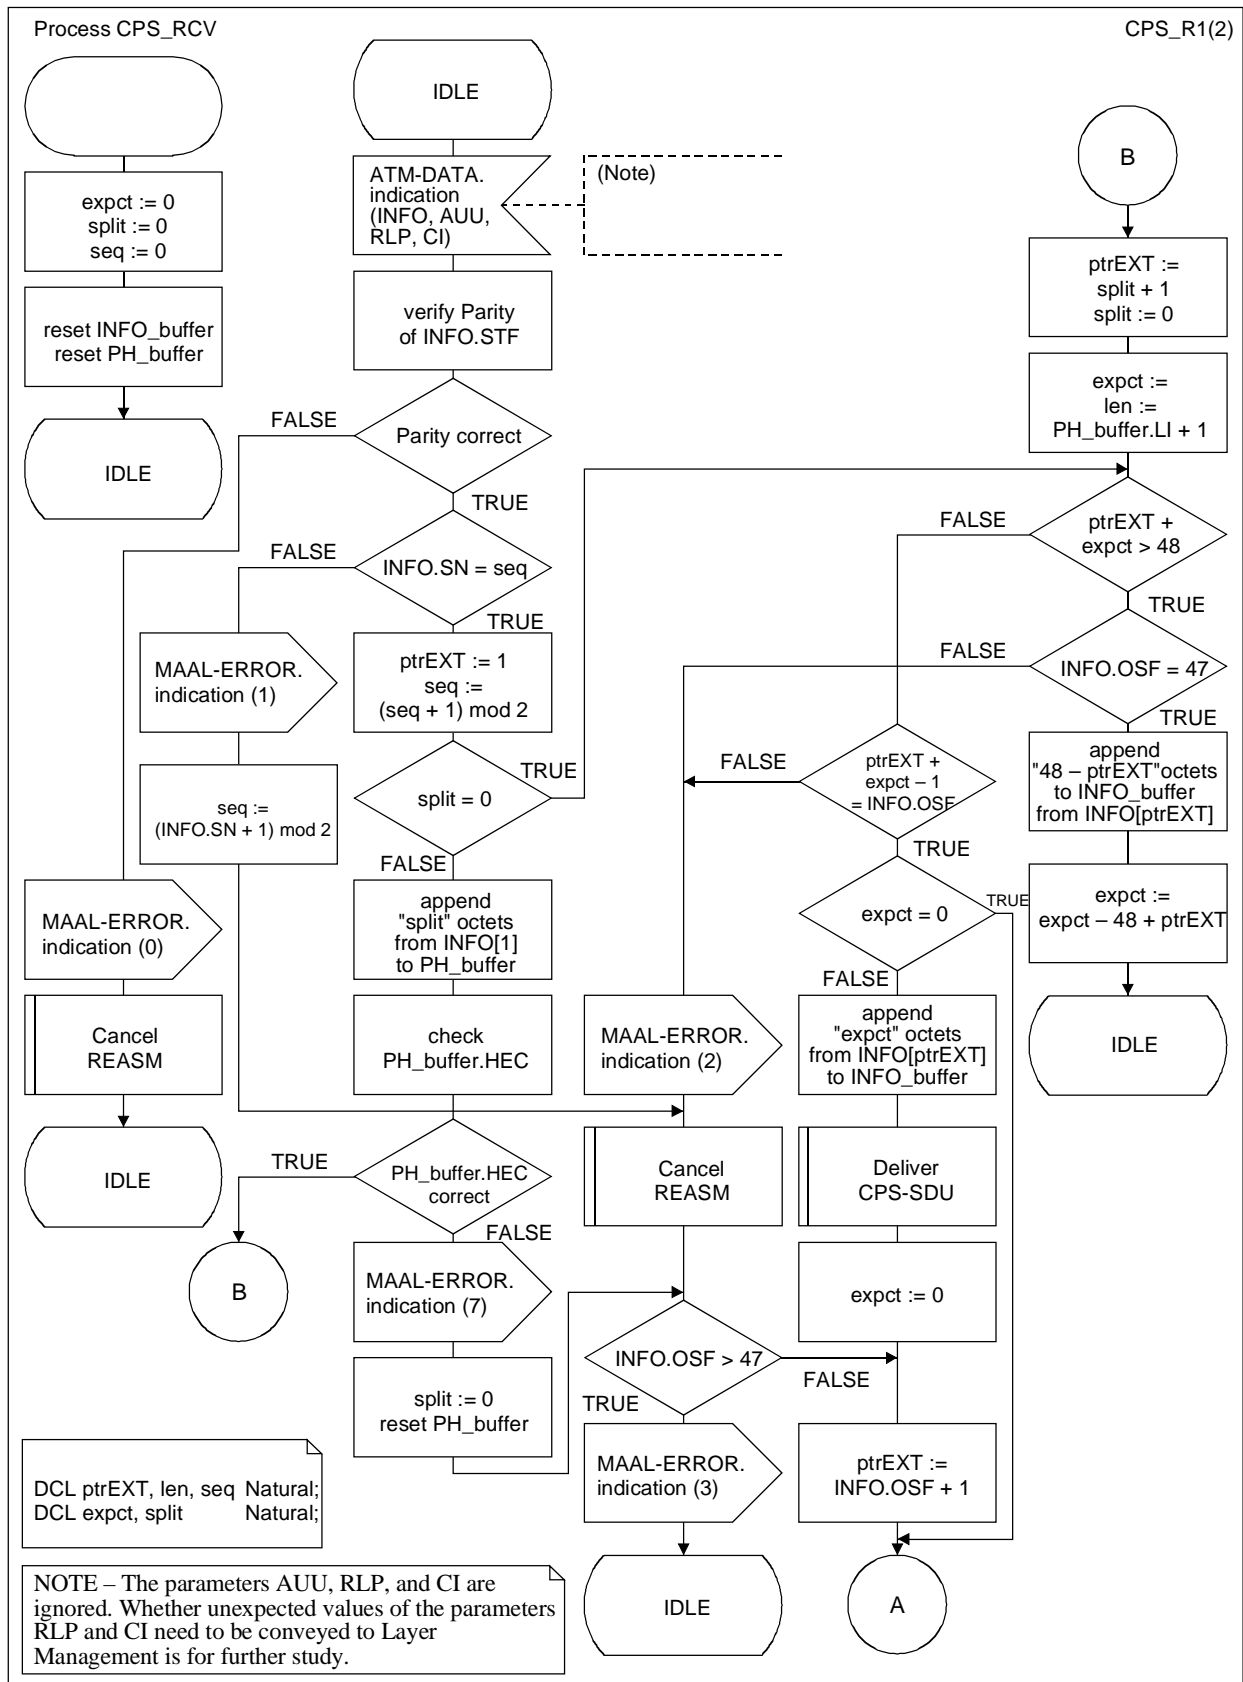 Process CPS_RCV
CPS_R1(2)
expct := 0
split := 0
seq := 0
reset INFO_buffer
reset PH_buffer
IDLE
IDLE
ATM-DATA.
indication
(INFO, AUU,
RLP, CI)
(Note)
verify Parity
of INFO.STF
Parity correct
FALSE
TRUE
INFO.SN = seq
FALSE
TRUE
MAAL-ERROR.
indication (1)
seq :=
(INFO.SN + 1) mod 2
ptrEXT := 1
seq :=
(seq + 1) mod 2
split = 0
TRUE
FALSE
MAAL-ERROR.
indication (0)
Cancel
REASM
IDLE
append
"split" octets
from INFO[1]
to PH_buffer
check
PH_buffer.HEC
PH_buffer.HEC
correct
TRUE
FALSE
B
MAAL-ERROR.
indication (7)
split := 0
reset PH_buffer
B
ptrEXT :=
split + 1
split := 0
expct :=
len :=
PH_buffer.LI + 1
ptrEXT +
expct > 48
FALSE
TRUE
INFO.OSF = 47
FALSE
TRUE
append
"48 – ptrEXT"octets
to INFO_buffer
from INFO[ptrEXT]
expct :=
expct – 48 + ptrEXT
IDLE
ptrEXT +
expct – 1
= INFO.OSF
FALSE
TRUE
expct = 0
TRUE
FALSE
append
"expct" octets
from INFO[ptrEXT]
to INFO_buffer
Deliver
CPS-SDU
expct := 0
MAAL-ERROR.
indication (2)
Cancel
REASM
INFO.OSF > 47
FALSE
TRUE
MAAL-ERROR.
indication (3)
IDLE
ptrEXT :=
INFO.OSF + 1
A
DCL ptrEXT, len, seq Natural;
DCL expct, split Natural;
NOTE – The parameters AUU, RLP, and CI are
ignored. Whether unexpected values of the parameters
RLP and CI need to be conveyed to Layer
Management is for further study.